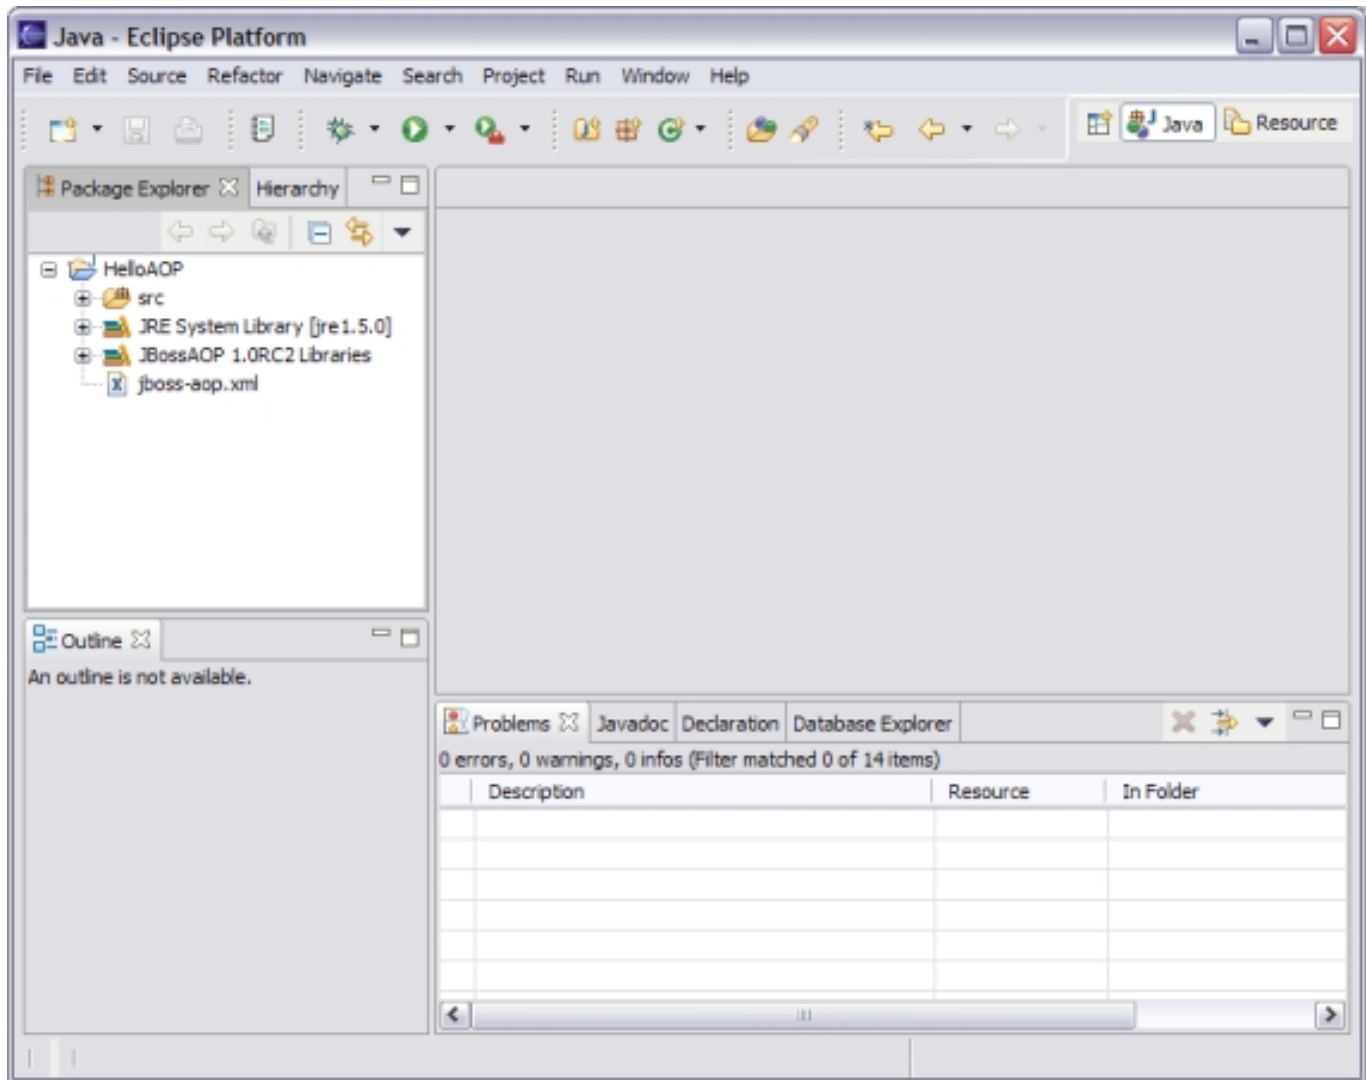 Java - Eclipse Platform
File Edit Source Refactor Navigate Search Project Run Window Help
Java Resource
Package Explorer Hierarchy
HelloAOP
src
JRE System Library [jre1.5.0]
JBossAOP 1.0RC2 Libraries
jboss-aop.xml
Outline
An outline is not available.
Problems Javadoc Declaration Database Explorer
0 errors, 0 warnings, 0 infos (Filter matched 0 of 14 items)
Description Resource In Folder